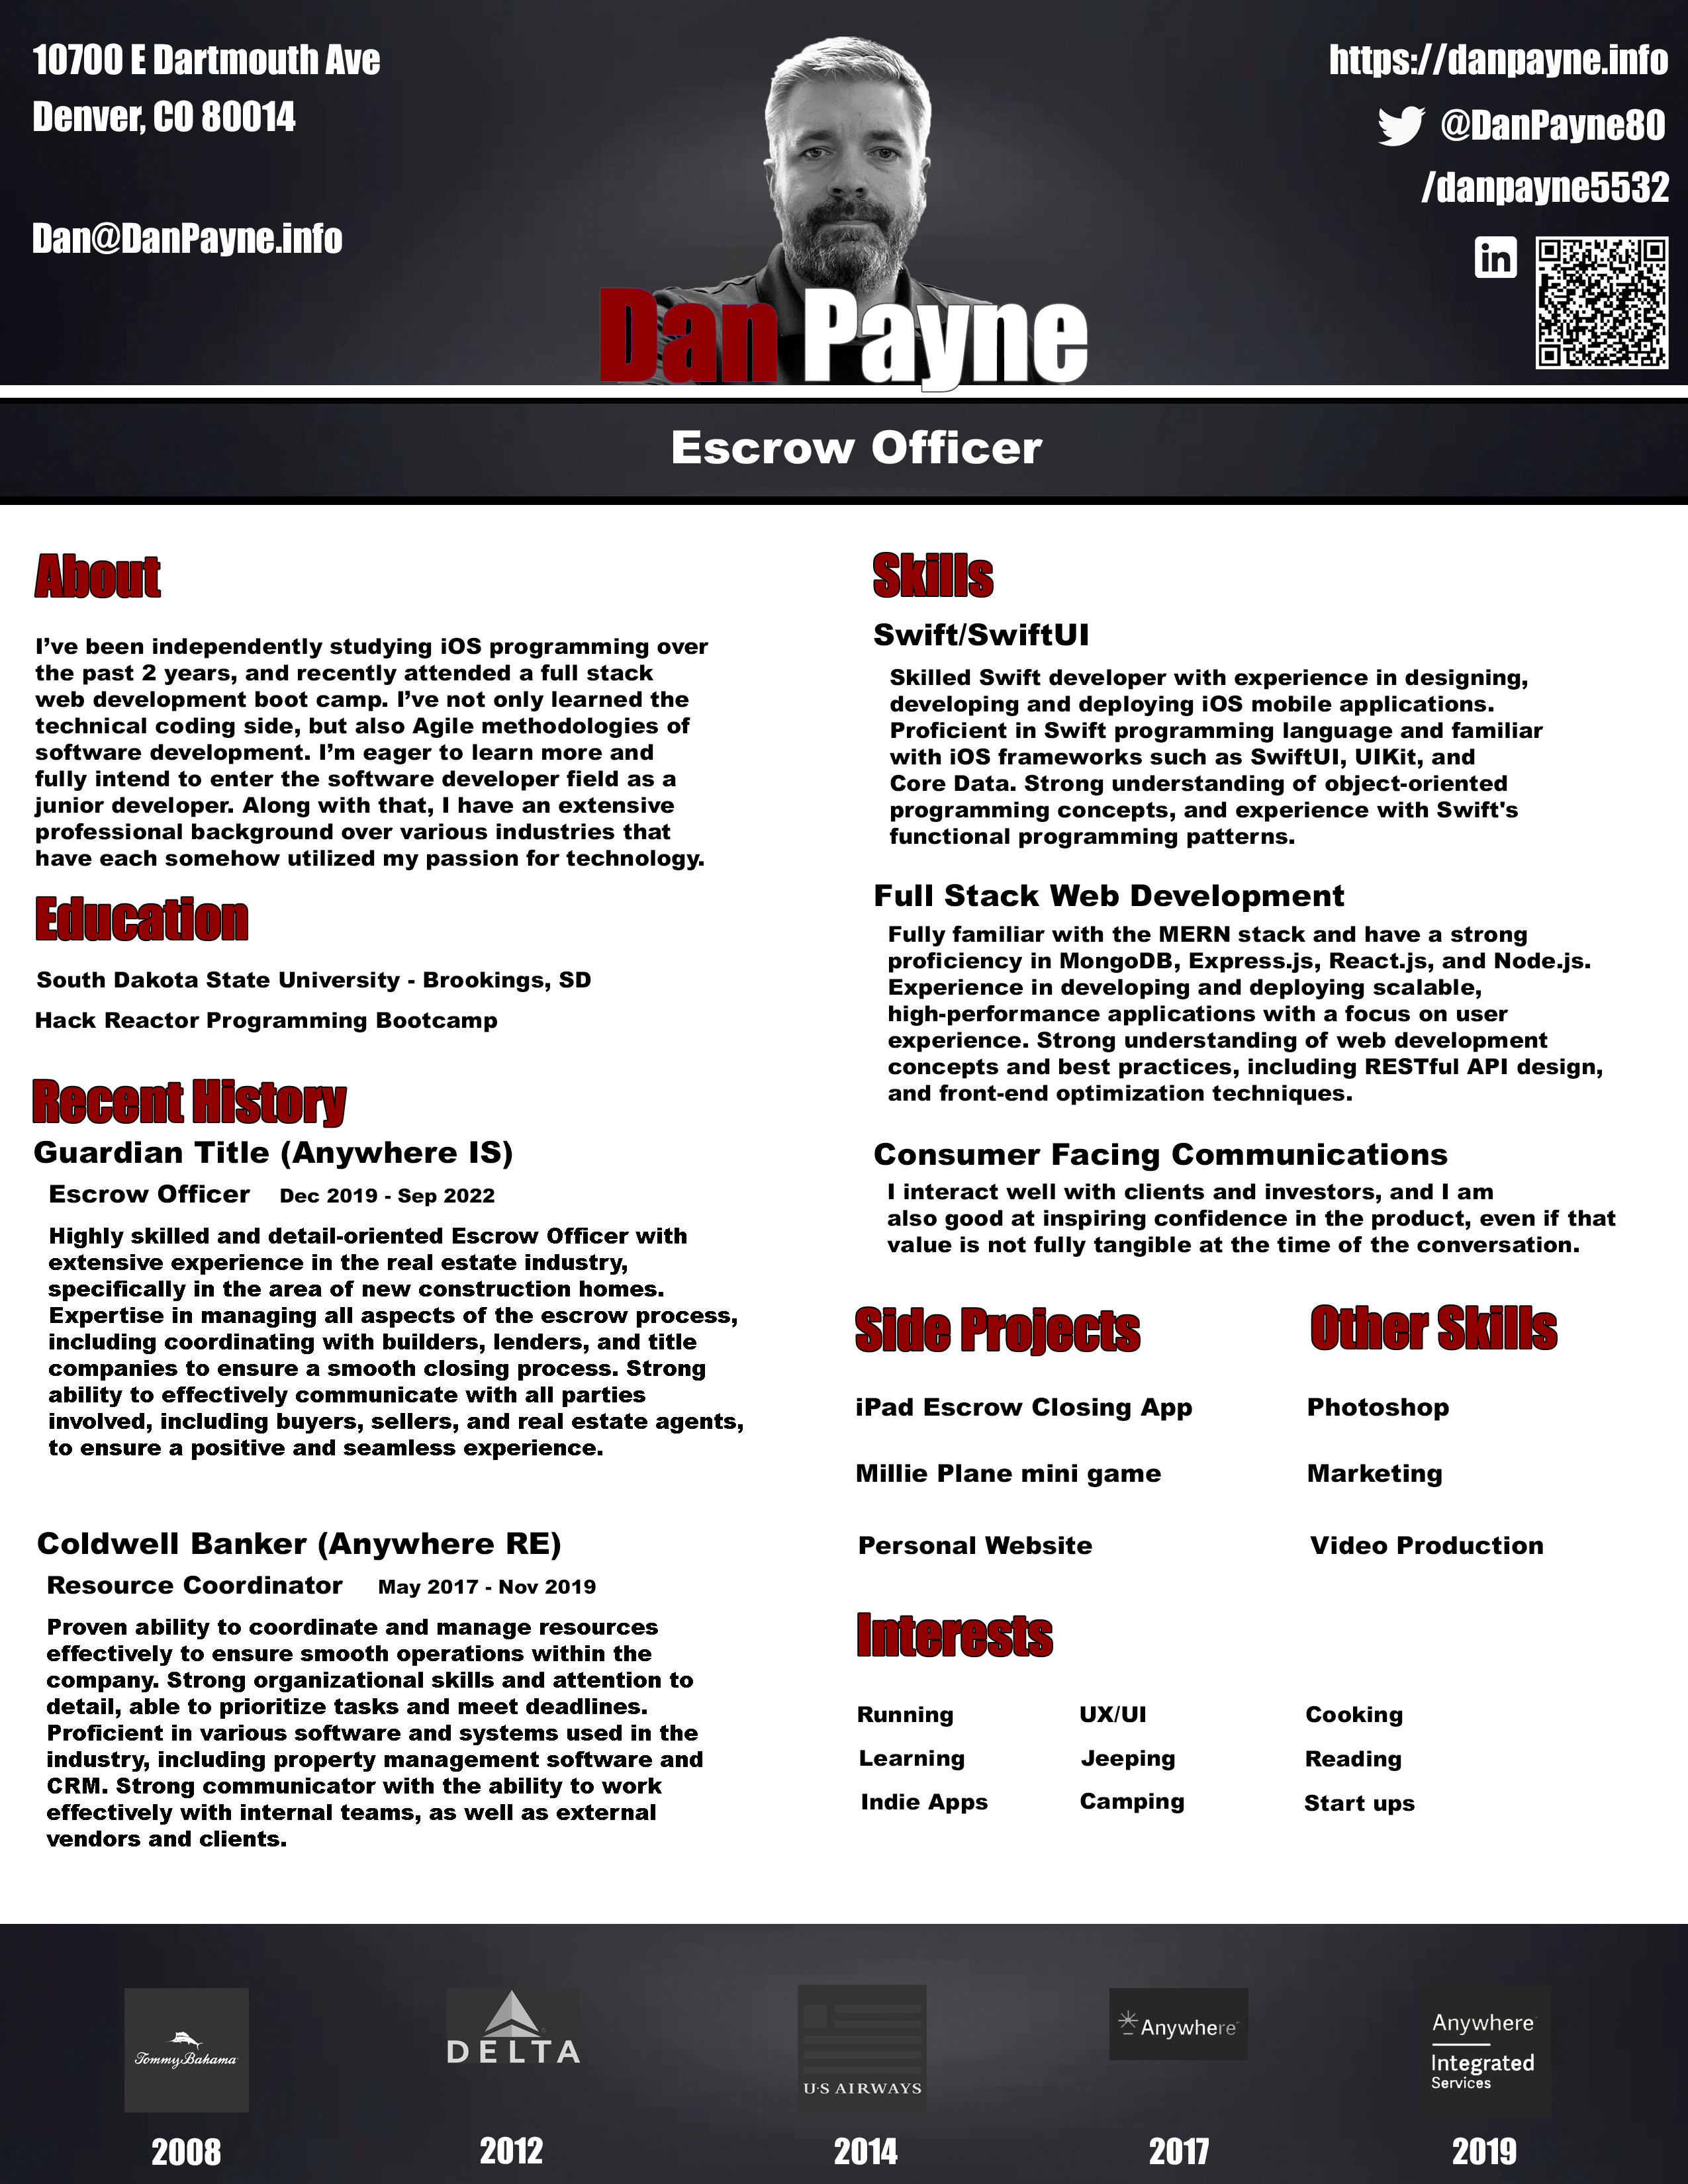 10700 E Dartmouth Ave
Denver, CO 80014
Dan@DanPayne.info
https://danpayne.info
@DanPayne80
/danpayne5532
in
Dan Payne
Escrow Officer
About
I’ve been independently studying iOS programming over
the past 2 years, and recently attended a full stack
web development boot camp. I’ve not only learned the
technical coding side, but also Agile methodologies of
software development. I’m eager to learn more and
fully intend to enter the software developer field as a
junior developer. Along with that, I have an extensive
professional background over various industries that
have each somehow utilized my passion for technology.
Education
South Dakota State University - Brookings, SD
Hack Reactor Programming Bootcamp
Recent History
Guardian Title (Anywhere IS)
Escrow Officer Dec 2019 - Sep 2022
Highly skilled and detail-oriented Escrow Officer with
extensive experience in the real estate industry,
specifically in the area of new construction homes.
Expertise in managing all aspects of the escrow process,
including coordinating with builders, lenders, and title
companies to ensure a smooth closing process. Strong
ability to effectively communicate with all parties
involved, including buyers, sellers, and real estate agents,
to ensure a positive and seamless experience.
Coldwell Banker (Anywhere RE)
Resource Coordinator May 2017 - Nov 2019
Proven ability to coordinate and manage resources
effectively to ensure smooth operations within the
company. Strong organizational skills and attention to
detail, able to prioritize tasks and meet deadlines.
Proficient in various software and systems used in the
industry, including property management software and
CRM. Strong communicator with the ability to work
effectively with internal teams, as well as external
vendors and clients.
Skills
Swift/SwiftUI
Skilled Swift developer with experience in designing,
developing and deploying iOS mobile applications.
Proficient in Swift programming language and familiar
with iOS frameworks such as SwiftUI, UIKit, and
Core Data. Strong understanding of object-oriented
programming concepts, and experience with Swift's
functional programming patterns.
Full Stack Web Development
Fully familiar with the MERN stack and have a strong
proficiency in MongoDB, Express.js, React.js, and Node.js.
Experience in developing and deploying scalable,
high-performance applications with a focus on user
experience. Strong understanding of web development
concepts and best practices, including RESTful API design,
and front-end optimization techniques.
Consumer Facing Communications
I interact well with clients and investors, and I am
also good at inspiring confidence in the product, even if that
value is not fully tangible at the time of the conversation.
Side Projects
iPad Escrow Closing App
Millie Plane mini game
Personal Website
Other Skills
Photoshop
Marketing
Video Production
Interests
Running UX/UI Cooking
Learning Jeeping Reading
Indie Apps Camping Start ups
Tommy Bahama
2008
DELTA
2012
U·S AIRWAYS
2014
Anywhere
2017
Anywhere
Integrated
Services
2019